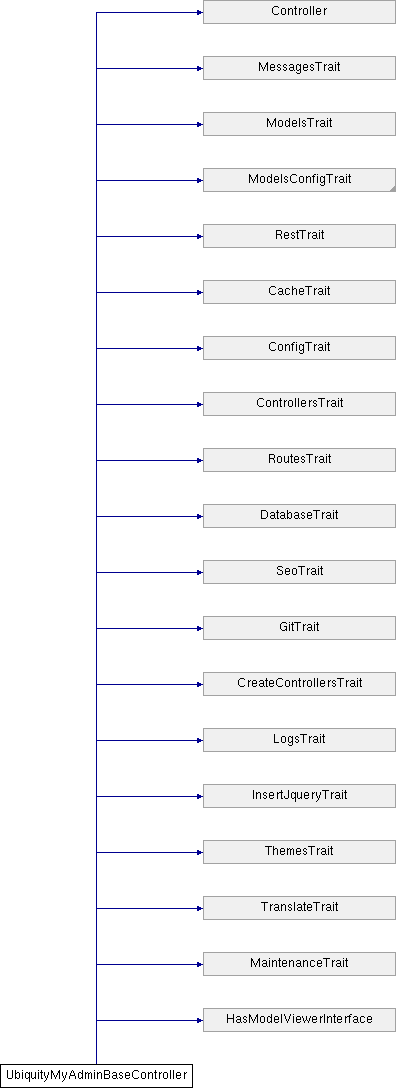 Controller
MessagesTrait
ModelsTrait
ModelsConfigTrait
RestTrait
CacheTrait
ConfigTrait
ControllersTrait
RoutesTrait
DatabaseTrait
SeoTrait
GitTrait
CreateControllersTrait
LogsTrait
InsertJqueryTrait
ThemesTrait
TranslateTrait
MaintenanceTrait
HasModelViewerInterface
UbiquityMyAdminBaseController